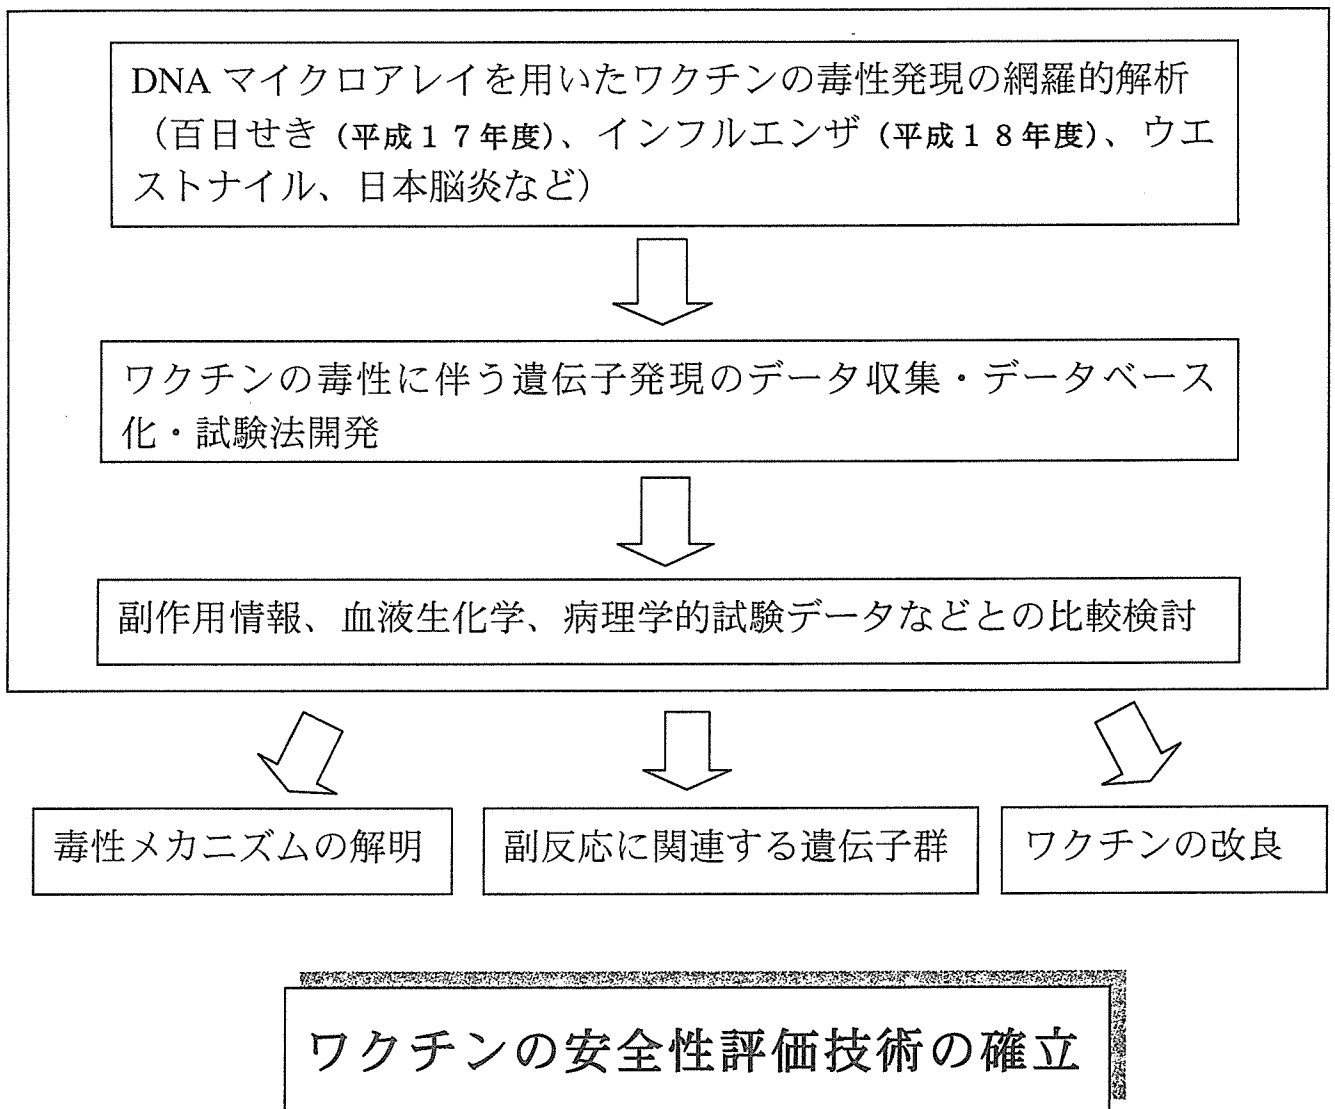 DNA マイクロアレイを用いたワクチンの毒性発現の網羅的解析
（百日せき（平成１７年度）、インフルエンザ（平成１８年度）、ウエ
ストナイル、日本脳炎など）
ワクチンの毒性に伴う遺伝子発現のデータ収集・データベース
化・試験法開発
副作用情報、血液生化学、病理学的試験データなどとの比較検討
毒性メカニズムの解明
副反応に関連する遺伝子群
ワクチンの改良
ワクチンの安全性評価技術の確立